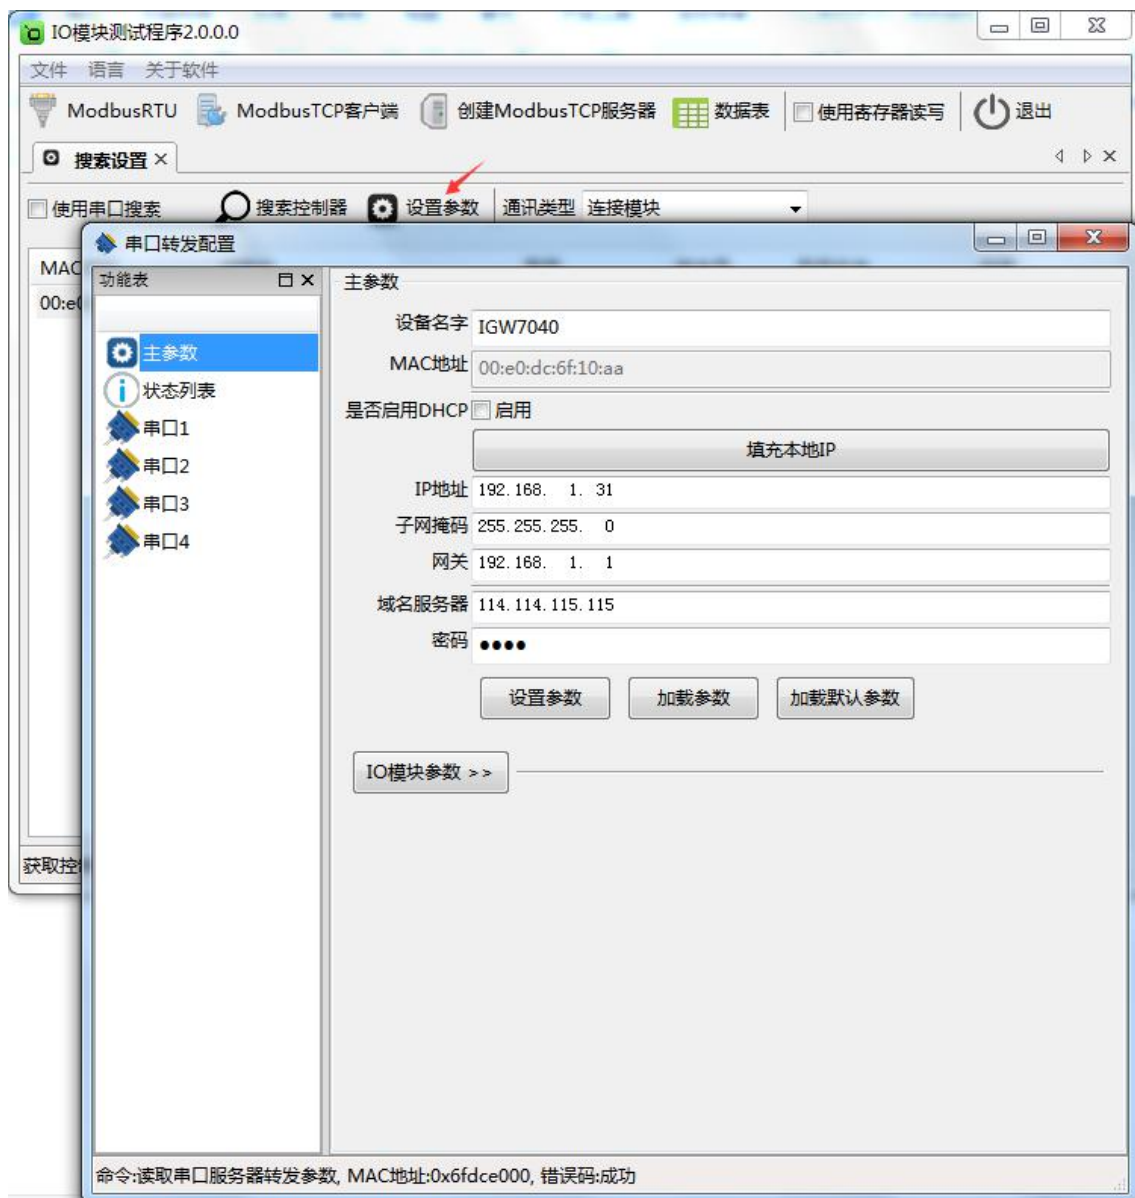 IO模块测试程序2.0.0.0
文件 语言 关于软件
ModbusRTU ModbusTCP客户端 创建ModbusTCP服务器 数据表 使用寄存器读写 退出
搜索设置
使用串口搜索 搜索控制器 设置参数 通讯类型 连接模块
串口转发配置
MAC
功能表
主参数
00:e
设备名字 IGW7040
MAC地址 00:e0:dc:6f:10:aa
主参数
状态列表
是否启用DHCP 启用
串口1
填充本地IP
串口2
IP地址 192.168. 1. 31
串口3
子网掩码 255.255.255. 0
串口4
网关 192.168. 1. 1
域名服务器 114.114.115.115
密码 ●●●●
设置参数 加载参数 加载默认参数
IO模块参数 >>
获取控
命令:读取串口服务器转发参数, MAC地址:0x6fdce000, 错误码:成功